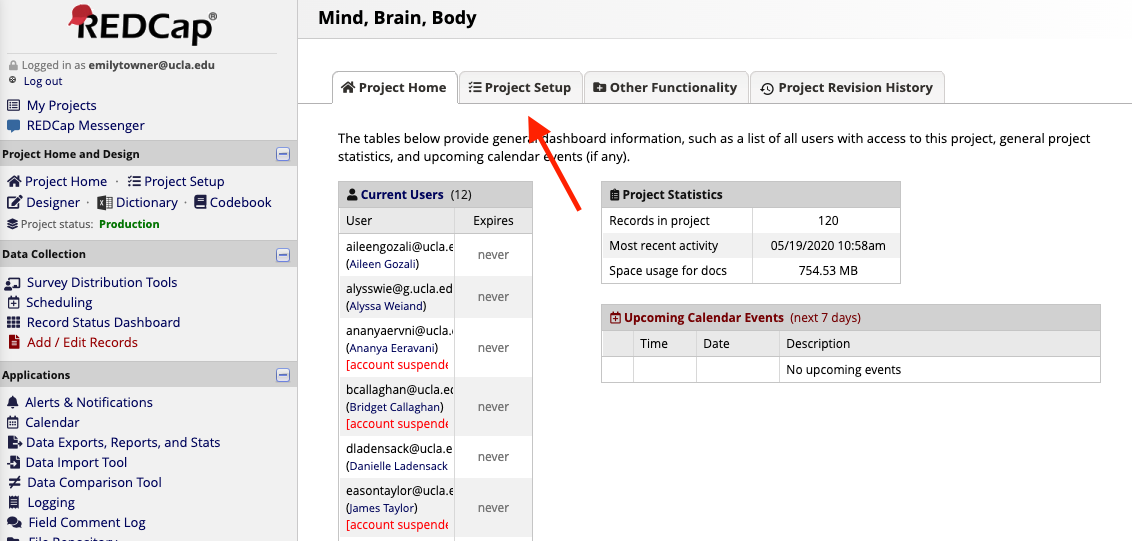 REDCap®
Logged in as emilytowner@ucla.edu
Log out
My Projects
REDCap Messenger
Project Home and Design
Project Home · Project Setup
Designer · Dictionary · Codebook
Project status: Production
Data Collection
Survey Distribution Tools
Scheduling
Record Status Dashboard
Add / Edit Records
Applications
Alerts & Notifications
Calendar
Data Exports, Reports, and Stats
Data Import Tool
Data Comparison Tool
Logging
Field Comment Log
File Repository
Mind, Brain, Body
Project Home
Project Setup
Other Functionality
Project Revision History
The tables below provide general dashboard information, such as a list of all users with access to this project, general project
statistics, and upcoming calendar events (if any).
Current Users (12)
User Expires
aileengozali@ucla.e
(Aileen Gozali)
never
alysswie@g.ucla.ed
(Alyssa Weiand)
never
ananyaervni@ucla.
(Ananya Eeravani)
[account suspende
never
bcallaghan@ucla.ed
(Bridget Callaghan)
[account suspende
never
dladensack@ucla.e
(Danielle Ladensack
never
easontaylor@ucla.e
(James Taylor)
[account suspende
never
Project Statistics
Records in project 120
Most recent activity 05/19/2020 10:58am
Space usage for docs 754.53 MB
Upcoming Calendar Events (next 7 days)
Time Date Description
No upcoming events